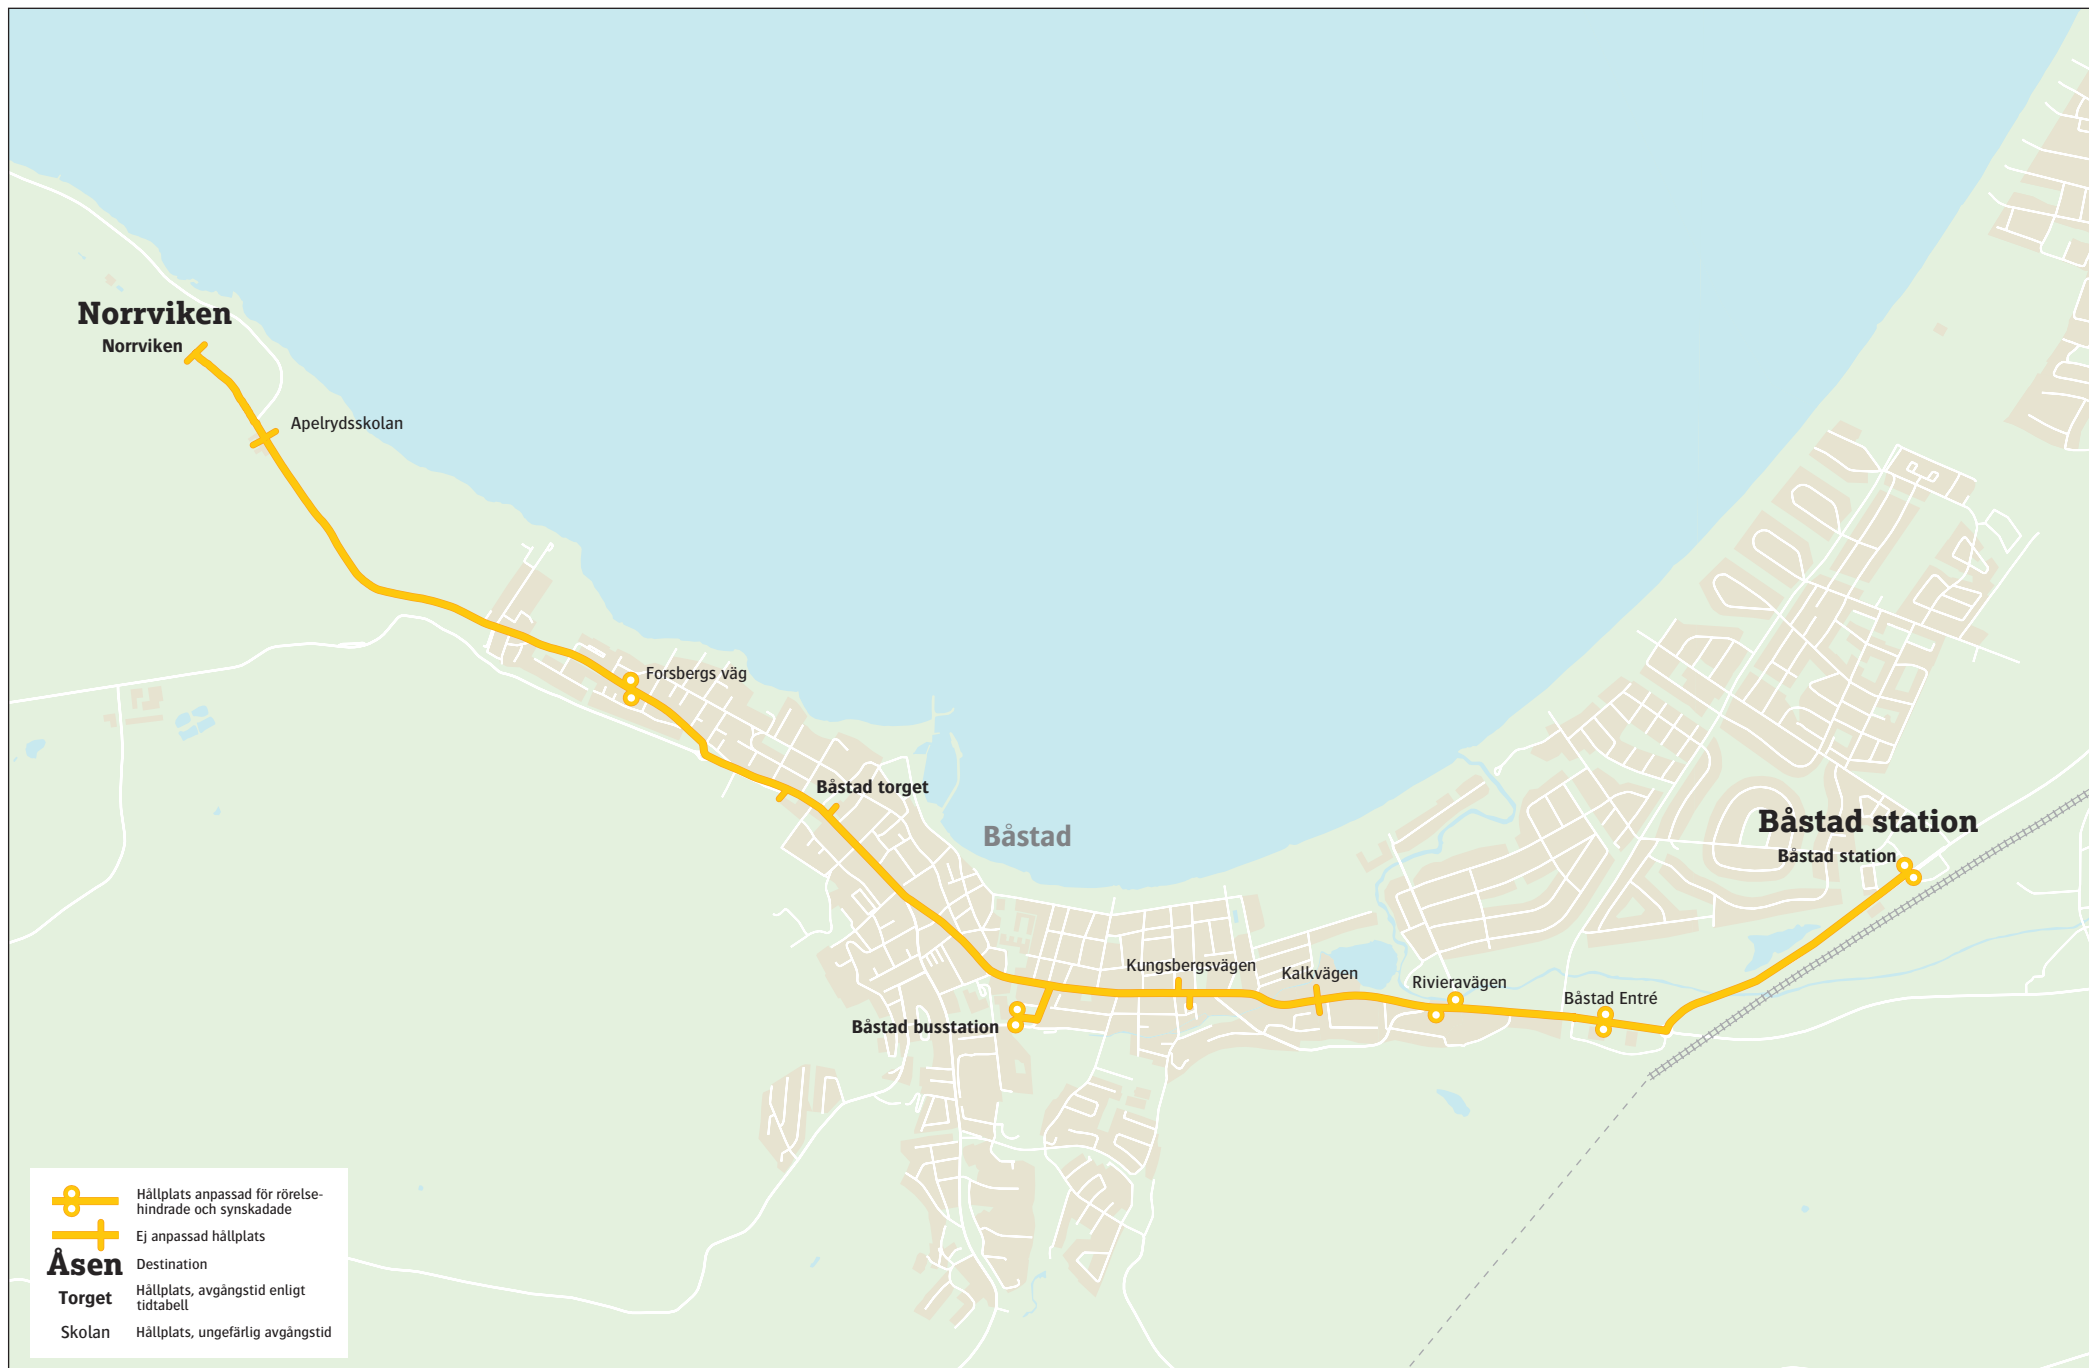 Norrviken
Norrviken
Apelrydsskolan
Forsbergs väg
Båstad torget
Båstad
Båstad station
Båstad station
Kungsbergsvägen
Kalkvägen
Rivieravägen
Båstad Entré
Båstad busstation
Hållplats anpassad för rörelse-
hindrade och synskadade
Ej anpassad hållplats
Åsen Destination
Torget Hållplats, avgångstid enligt
tidtabell
Skolan Hållplats, ungefärlig avgångstid